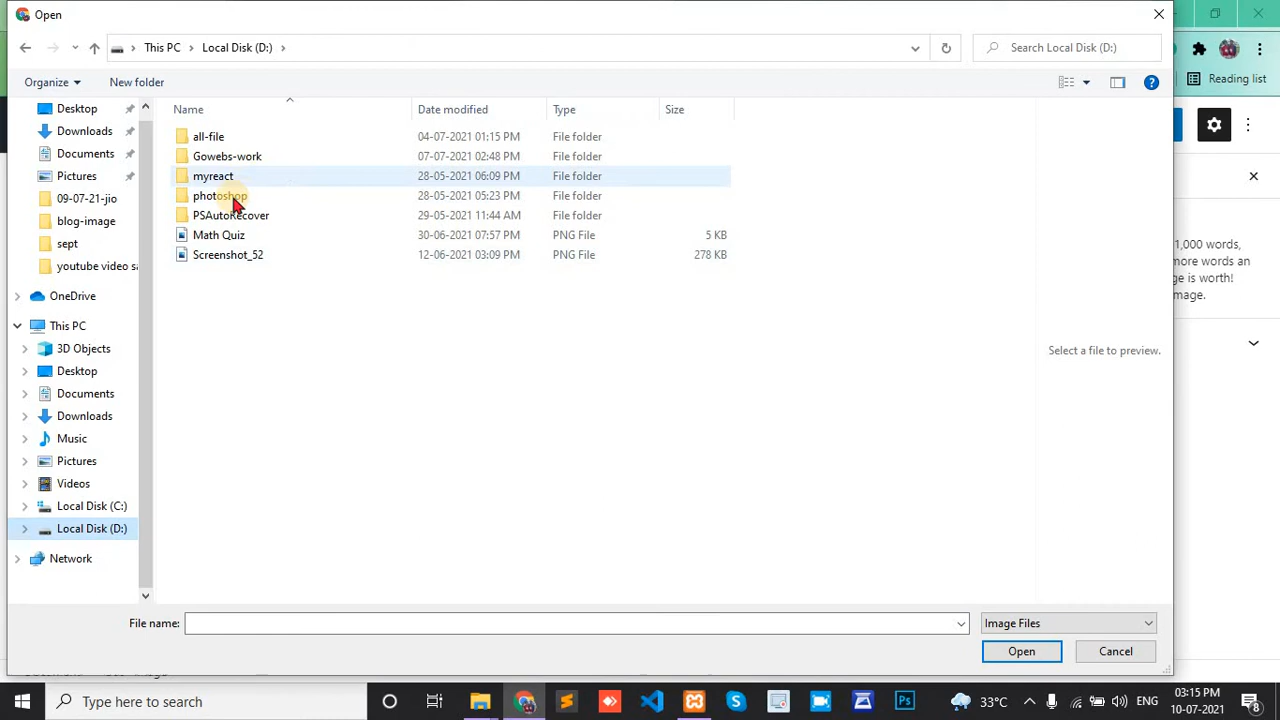 Open
This PC
Local Disk (D:)
Search Local Disk (D:)
Organize
New folder
Reading list
Name
Date modified
Type
Size
Desktop
Downloads
Documents
Pictures
09-07-21-jio
blog-image
sept
youtube video sa
OneDrive
This PC
3D Objects
Desktop
Documents
Downloads
Music
Pictures
Videos
Local Disk (C:)
Local Disk (D:)
Network
all-file 04-07-2021 01:15 PM File folder
Gowebs-work 07-07-2021 02:48 PM File folder
myreact 28-05-2021 06:09 PM File folder
photoshop 28-05-2021 05:23 PM File folder
PSAutoRecover 29-05-2021 11:44 AM File folder
Math Quiz 30-06-2021 07:57 PM PNG File 5 KB
Screenshot_52 12-06-2021 03:09 PM PNG File 278 KB
Select a file to preview.
1,000 words,
more words an
ge is worth!
mage.
File name:
Image Files
Open
Cancel
Type here to search
Ps
33°C
ENG
03:15 PM
10-07-2021
8